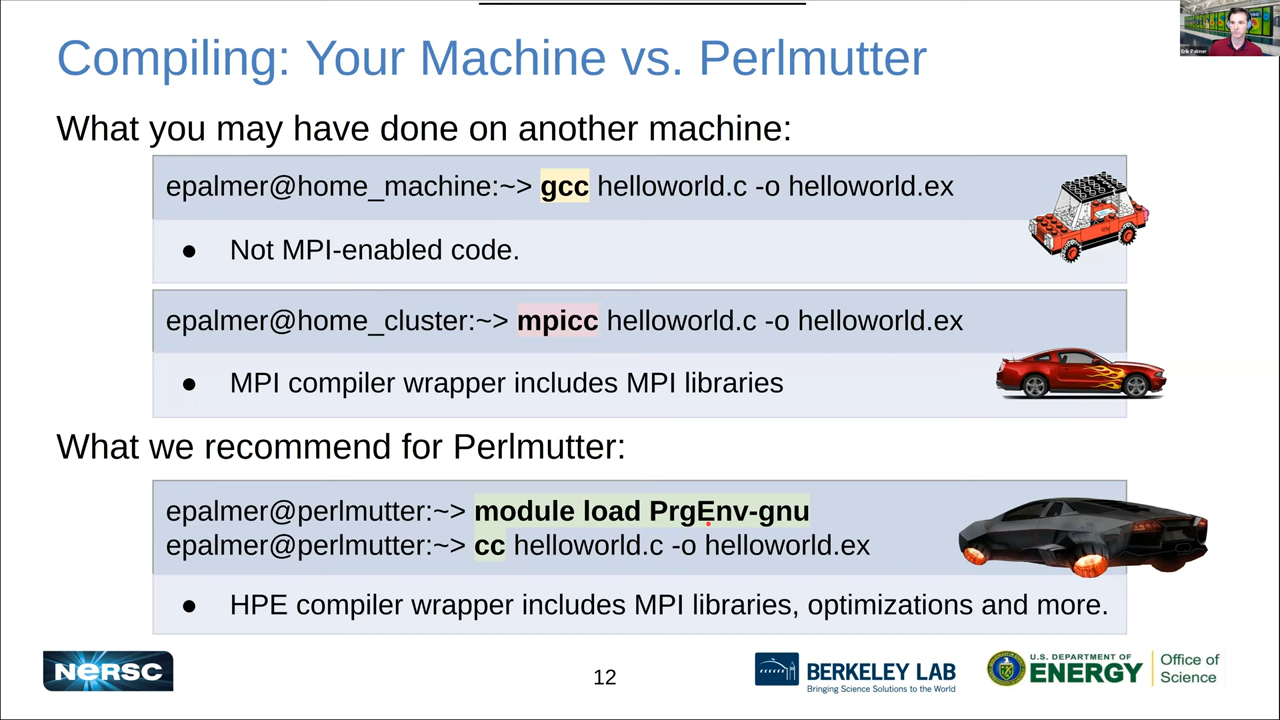 Compiling: Your Machine vs. Perlmutter
Erik Palmer
What you may have done on another machine:
epalmer@home_machine:~> gcc helloworld.c -o helloworld.ex
● Not MPI-enabled code.
epalmer@home_cluster:~> mpicc helloworld.c -o helloworld.ex
● MPI compiler wrapper includes MPI libraries
What we recommend for Perlmutter:
epalmer@perlmutter:~> module load PrgEnv-gnu
epalmer@perlmutter:~> cc helloworld.c -o helloworld.ex
● HPE compiler wrapper includes MPI libraries, optimizations and more.
NERSC
12
BERKELEY LAB
Bringing Science Solutions to the World
U.S. DEPARTMENT OF
ENERGY
Office of
Science